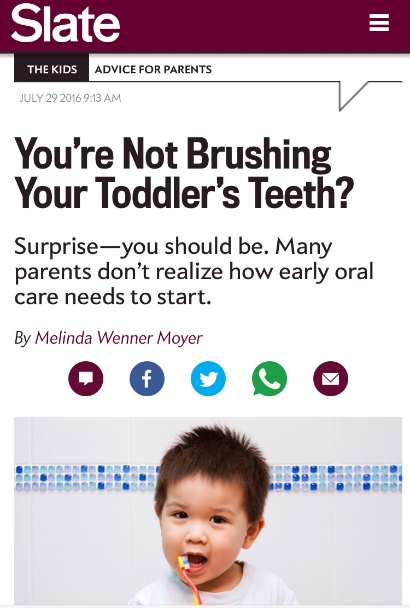 Slate
THE KIDS ADVICE FOR PARENTS
JULY 29 2016 9:13 AM
You're Not Brushing
Your Toddler's Teeth?
Surprise—you should be. Many
parents don't realize how early oral
care needs to start.
By Melinda Wenner Moyer